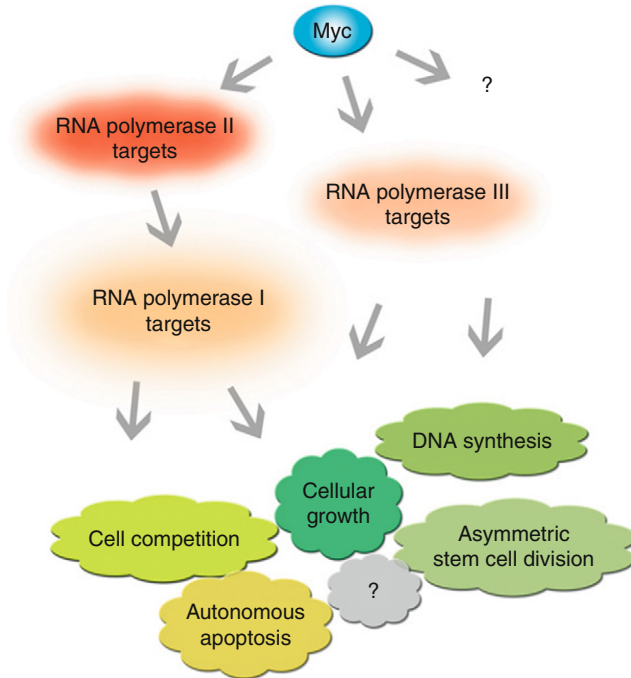 Myc
?
RNA polymerase II
targets
RNA polymerase III
targets
RNA polymerase I
targets
DNA synthesis
Cellular
growth
Cell competition
Asymmetric
stem cell division
?
Autonomous
apoptosis